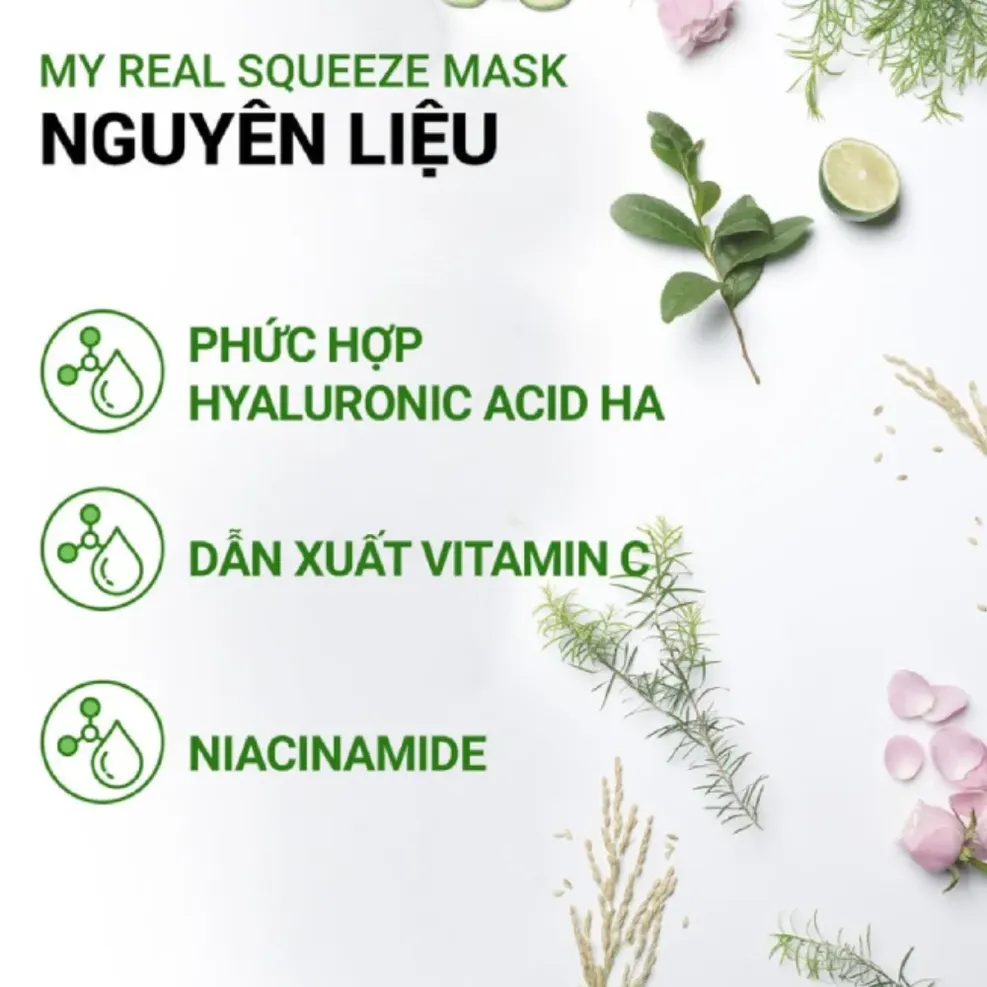 MY REAL SQUEEZE MASK
NGUYÊN LIỆU
PHỨC HỢP
HYALURONIC ACID HA
DẪN XUẤT VITAMIN C
NIACINAMIDE